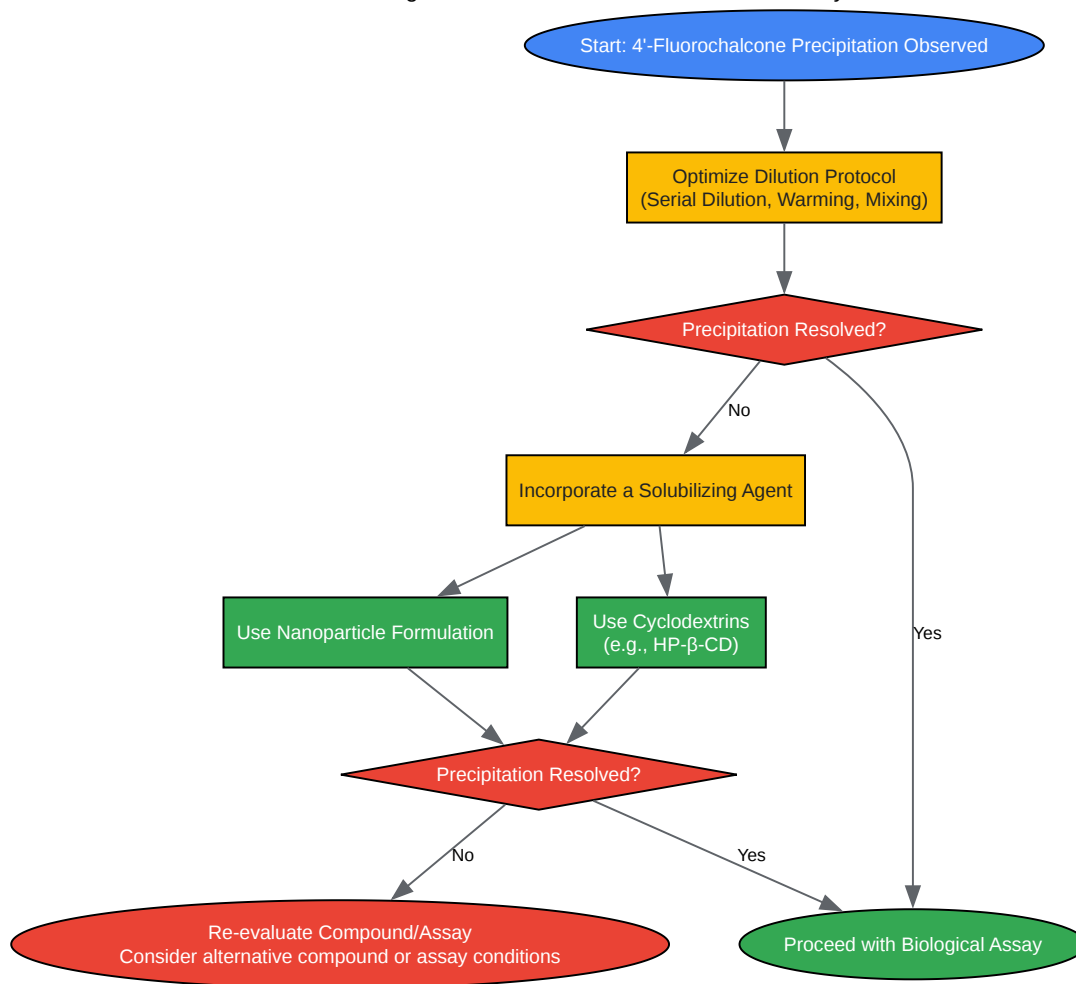 Start: 4'-Fluorochalcone Precipitation Observed
Optimize Dilution Protocol
(Serial Dilution, Warming, Mixing)
Precipitation Resolved?
No
Incorporate a Solubilizing Agent
Use Nanoparticle Formulation
Use Cyclodextrins
(e.g., HP-β-CD)
Yes
Precipitation Resolved?
No
Yes
Re-evaluate Compound/Assay
Consider alternative compound or assay conditions
Proceed with Biological Assay